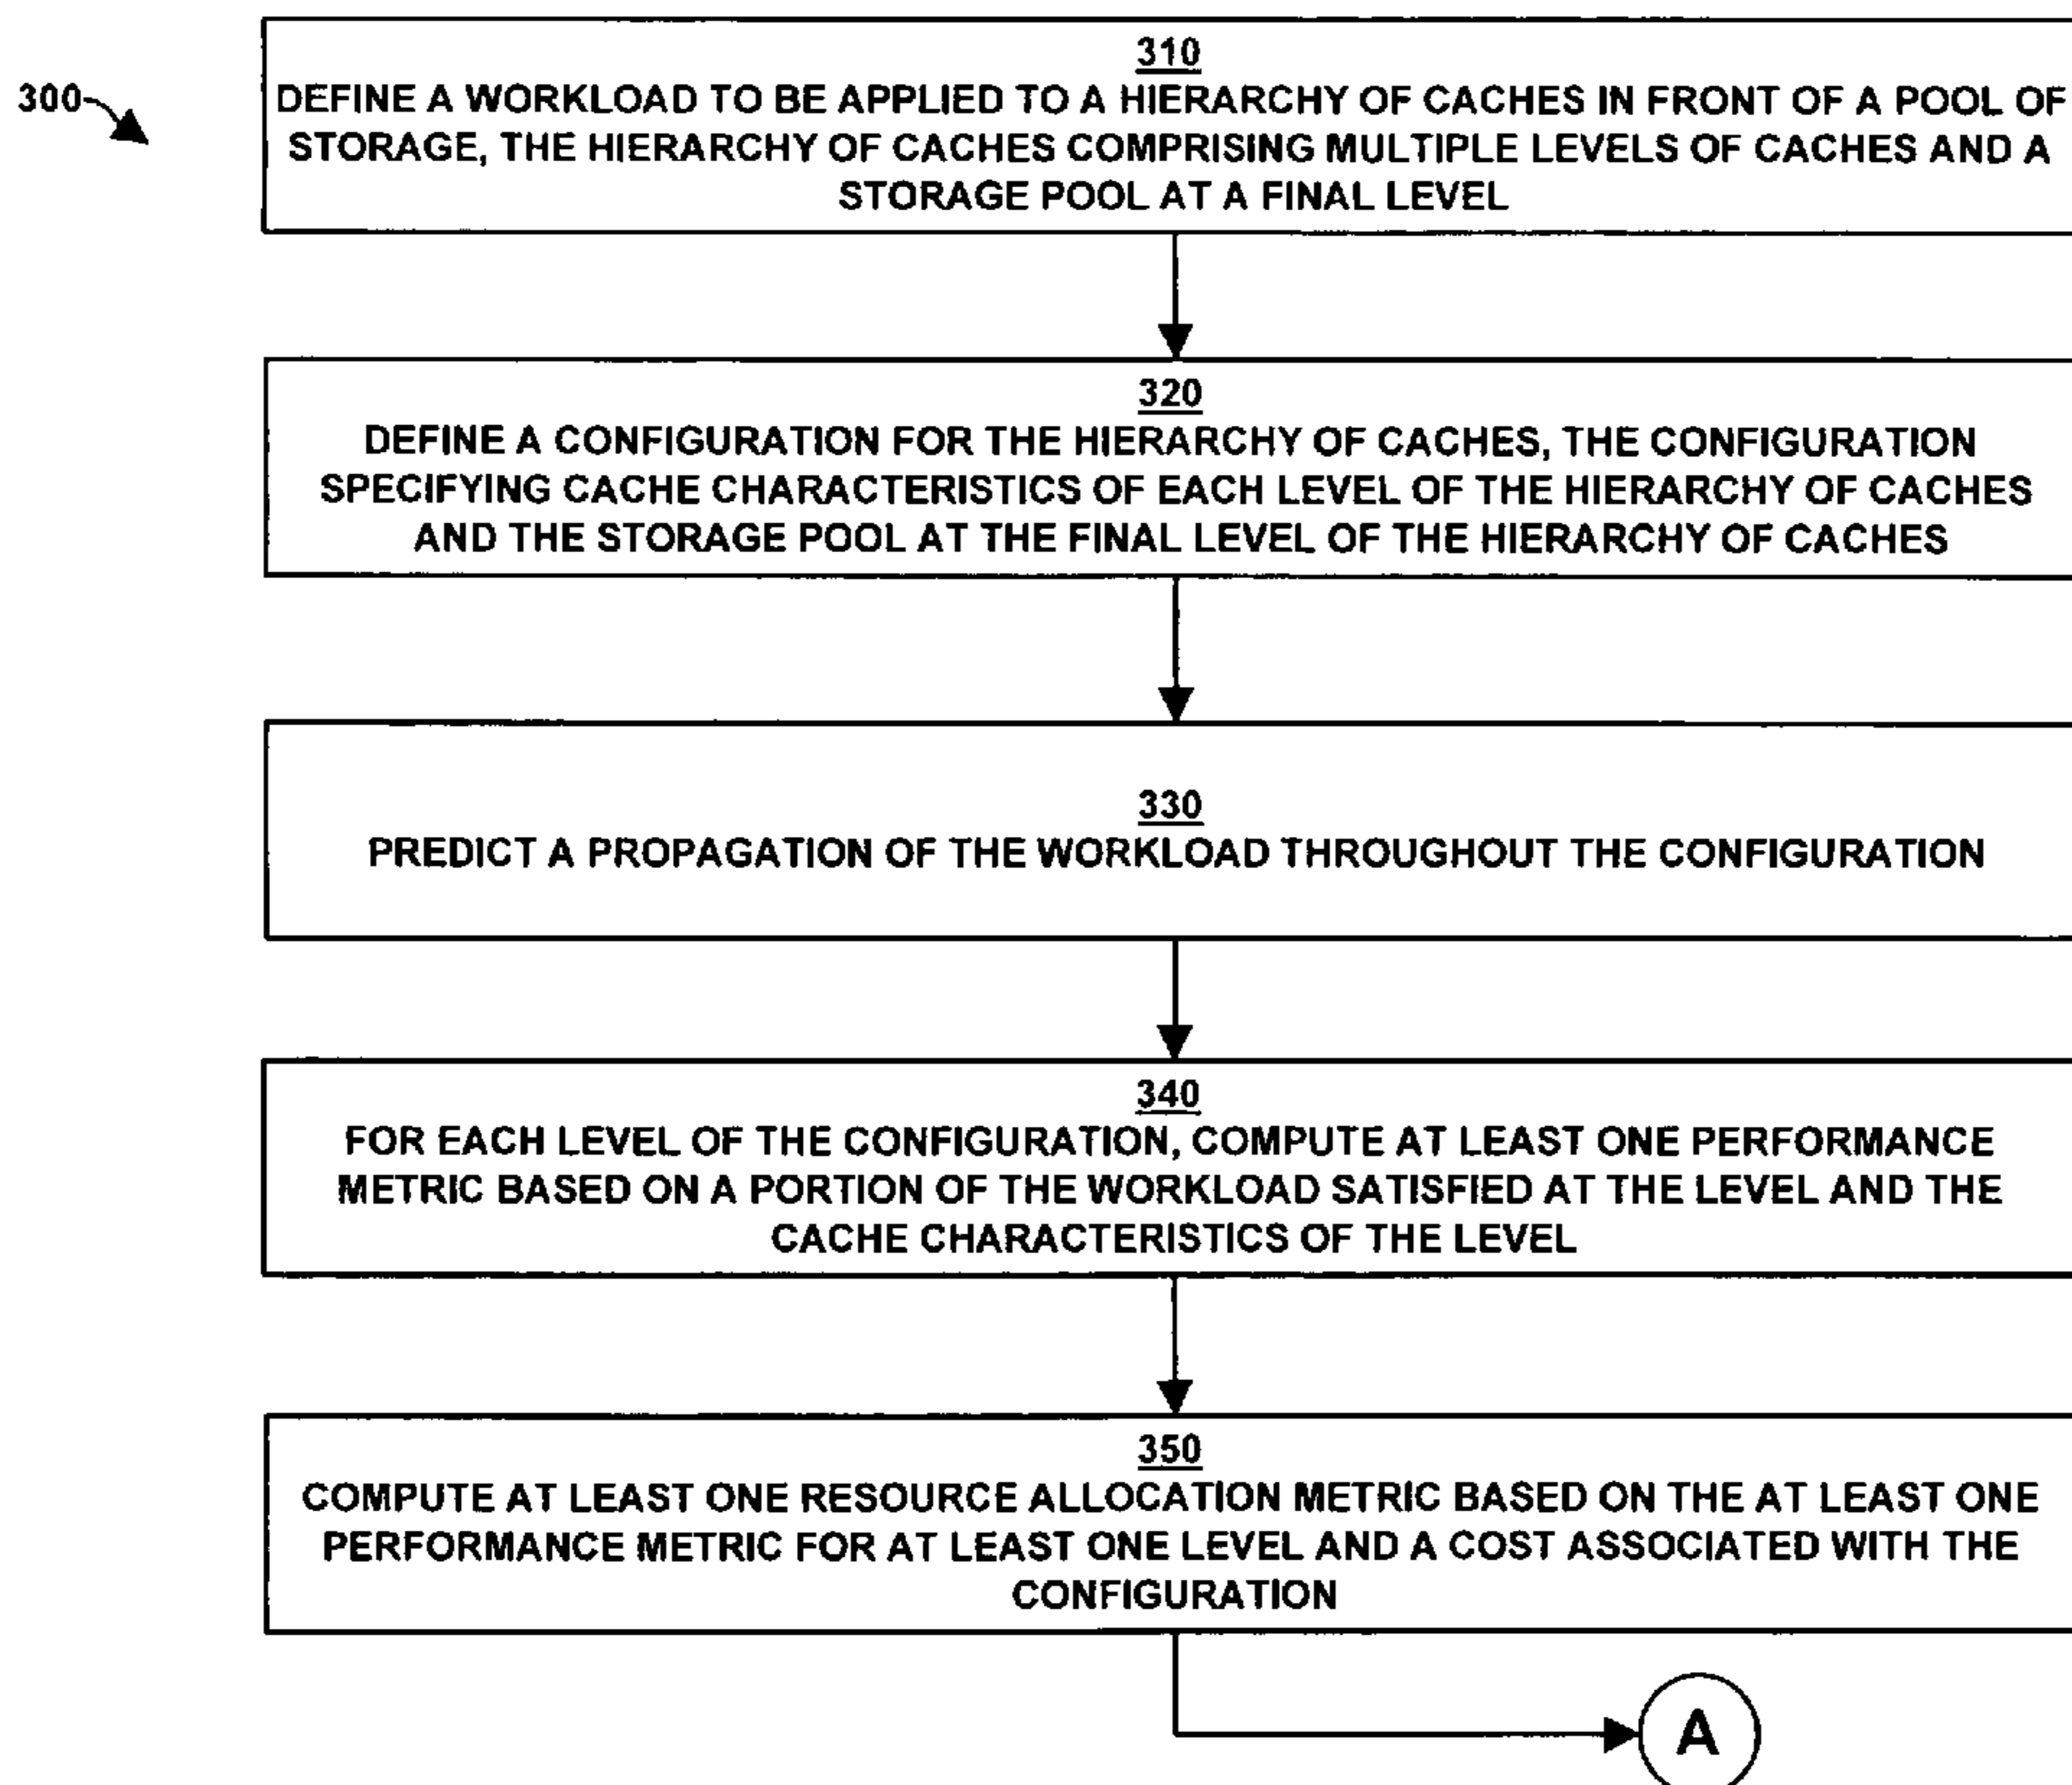 300
310
DEFINE A WORKLOAD TO BE APPLIED TO A HIERARCHY OF CACHES IN FRONT OF A POOL OF
STORAGE, THE HIERARCHY OF CACHES COMPRISING MULTIPLE LEVELS OF CACHES AND A
STORAGE POOL AT A FINAL LEVEL
320
DEFINE A CONFIGURATION FOR THE HIERARCHY OF CACHES, THE CONFIGURATION
SPECIFYING CACHE CHARACTERISTICS OF EACH LEVEL OF THE HIERARCHY OF CACHES
AND THE STORAGE POOL AT THE FINAL LEVEL OF THE HIERARCHY OF CACHES
330
PREDICT A PROPAGATION OF THE WORKLOAD THROUGHOUT THE CONFIGURATION
340
FOR EACH LEVEL OF THE CONFIGURATION, COMPUTE AT LEAST ONE PERFORMANCE
METRIC BASED ON A PORTION OF THE WORKLOAD SATISFIED AT THE LEVEL AND THE
CACHE CHARACTERISTICS OF THE LEVEL
350
COMPUTE AT LEAST ONE RESOURCE ALLOCATION METRIC BASED ON THE AT LEAST ONE
PERFORMANCE METRIC FOR AT LEAST ONE LEVEL AND A COST ASSOCIATED WITH THE
CONFIGURATION
A